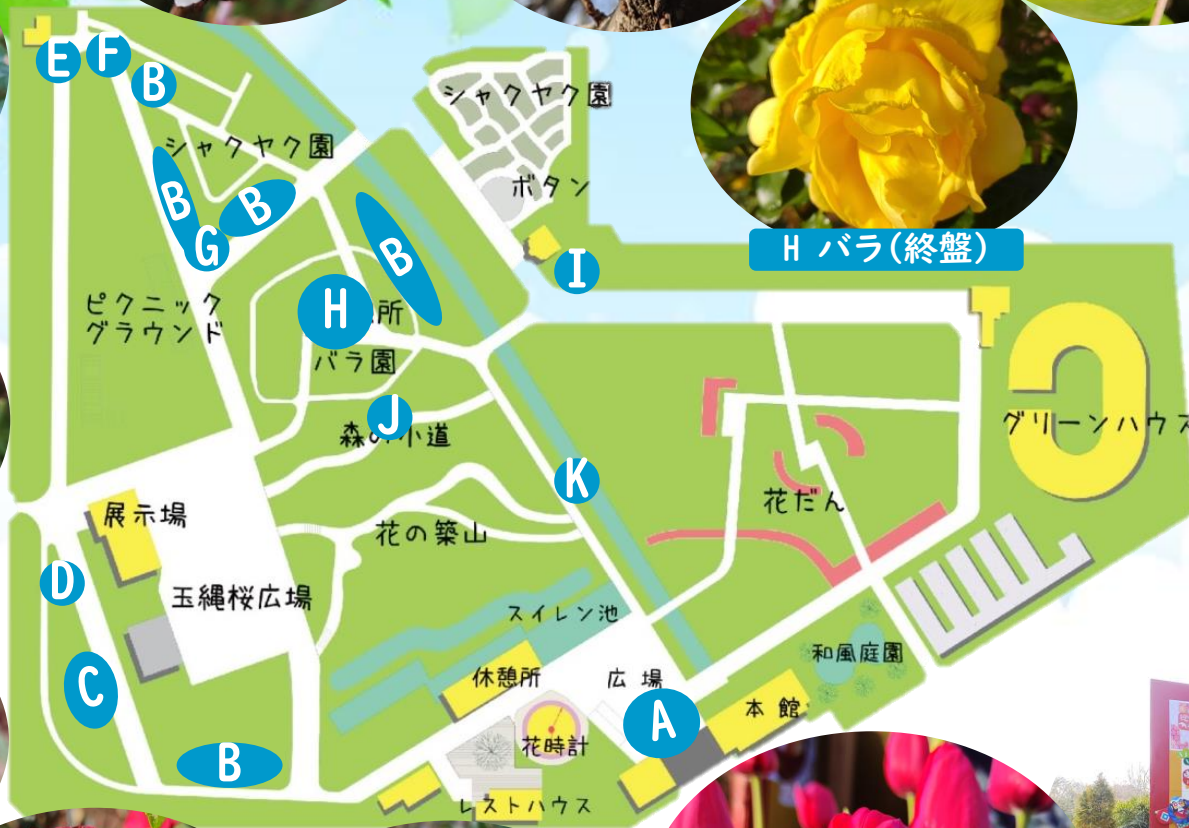 E
F
B
シャクヤク園
シャクヤク園
ボタン
B
B
G
B
I
H バラ(終盤)
ピクニック
グラウンド
H
所
バラ園
J
森の小道
グリーンハウス
K
花だん
展示場
花の築山
D
玉縄桜広場
スイレン池
和風庭園
休憩所
広場
C
A
本館
花時計
B
レストハウス